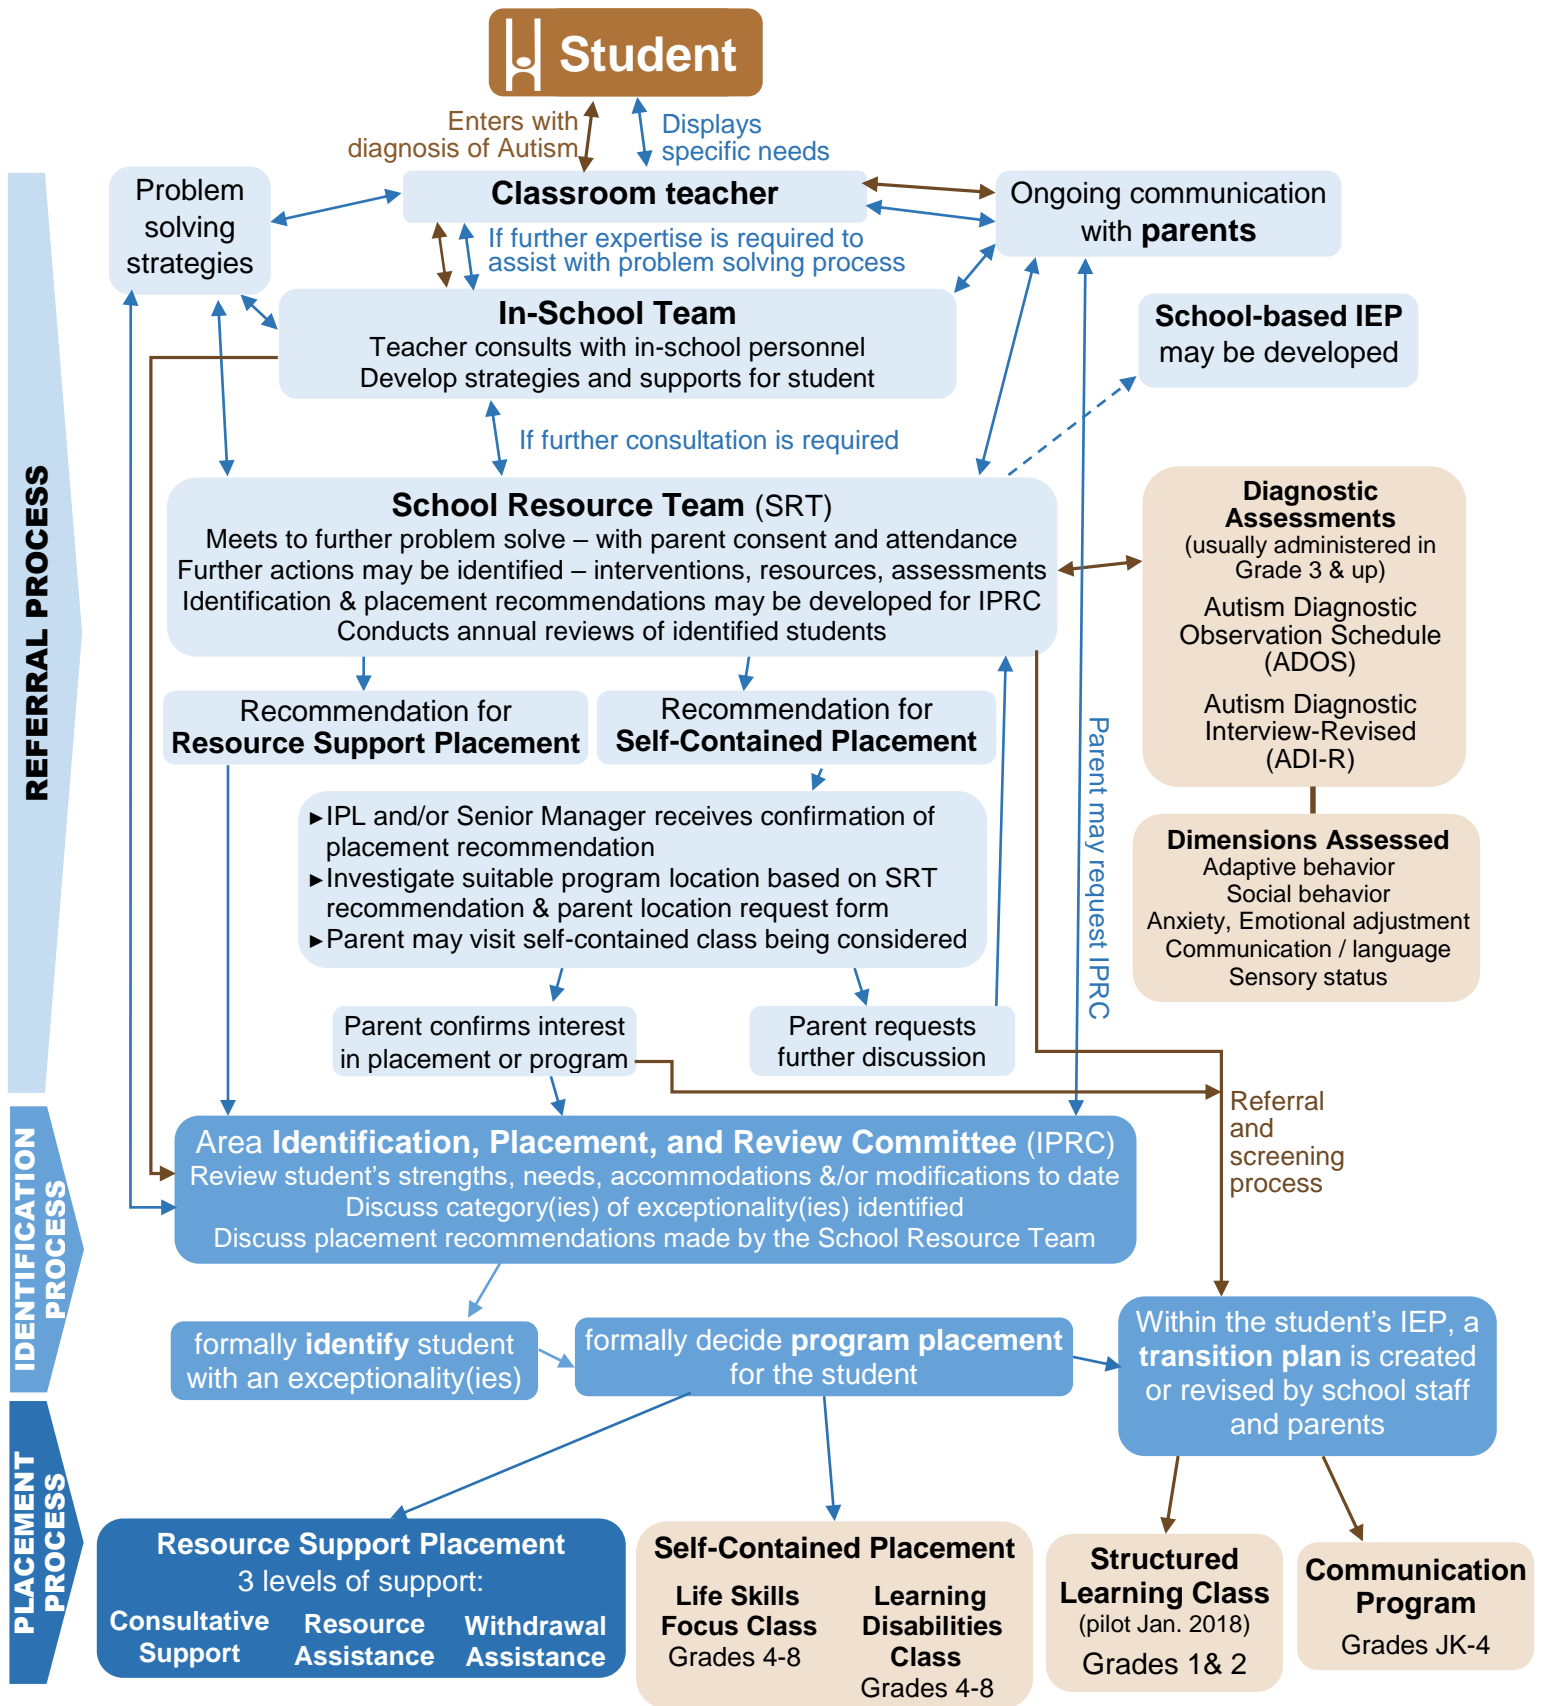 Student
Enters with
diagnosis of Autism
Displays
specific needs
Problem
solving
strategies
Classroom teacher
Ongoing communication
with parents
If further expertise is required to
assist with problem solving process
In-School Team
Teacher consults with in-school personnel
Develop strategies and supports for student
School-based IEP
may be developed
If further consultation is required
REFERRAL PROCESS
School Resource Team (SRT)
Meets to further problem solve – with parent consent and attendance
Further actions may be identified – interventions, resources, assessments
Identification & placement recommendations may be developed for IPRC
Conducts annual reviews of identified students
Diagnostic
Assessments
(usually administered in
Grade 3 & up)
Autism Diagnostic
Observation Schedule
(ADOS)
Autism Diagnostic
Interview-Revised
(ADI-R)
Recommendation for
Resource Support Placement
Recommendation for
Self-Contained Placement
Parent may request IPRC
►IPL and/or Senior Manager receives confirmation of
placement recommendation
►Investigate suitable program location based on SRT
recommendation & parent location request form
►Parent may visit self-contained class being considered
Dimensions Assessed
Adaptive behavior
Social behavior
Anxiety, Emotional adjustment
Communication / language
Sensory status
Parent confirms interest
in placement or program
Parent requests
further discussion
Referral
and
screening
process
IDENTIFICATION
PROCESS
Area Identification, Placement, and Review Committee (IPRC)
Review student's strengths, needs, accommodations &/or modifications to date
Discuss category(ies) of exceptionality(ies) identified
Discuss placement recommendations made by the School Resource Team
formally identify student
with an exceptionality(ies)
formally decide program placement
for the student
Within the student's IEP, a
transition plan is created
or revised by school staff
and parents
PLACEMENT
PROCESS
Resource Support Placement
3 levels of support:
Consultative
Support
Resource
Assistance
Withdrawal
Assistance
Self-Contained Placement
Life Skills
Focus Class
Grades 4-8
Learning
Disabilities
Class
Grades 4-8
Structured
Learning Class
(pilot Jan. 2018)
Grades 1& 2
Communication
Program
Grades JK-4